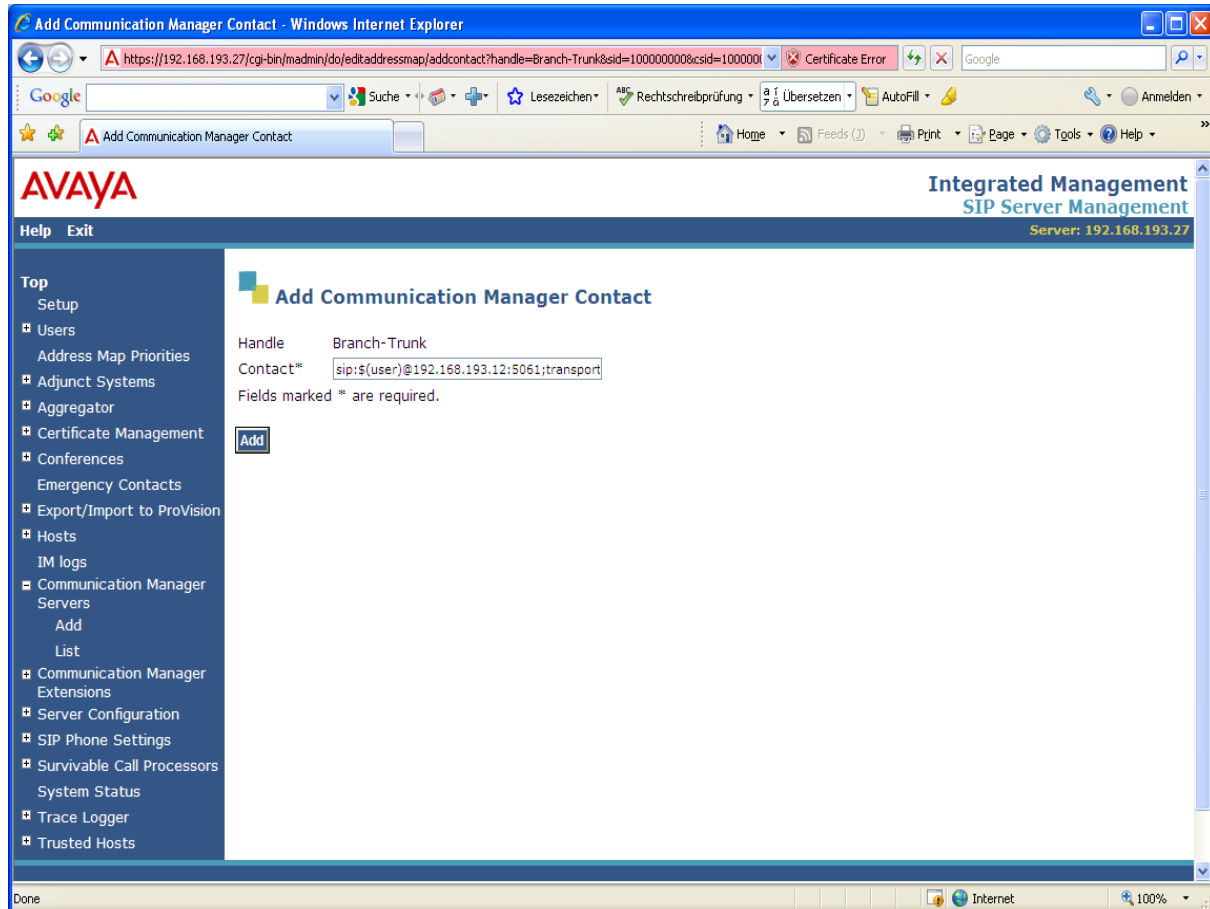 Add Communication Manager Contact - Windows Internet Explorer
https://192.168.193.27/cgi-bin/madmin/do/editaddressmap/addcontact?handle=Branch-Trunk&sid=1000000008&csid=100000 Certificate Error Google
Google Suche Lesezeichen Rechtschreibprüfung Übersetzen AutoFill Anmelden
Add Communication Manager Contact Home Feeds (J) Print Page Tools Help
AVAYA
Integrated Management
SIP Server Management
Help Exit
Server: 192.168.193.27
Top
Setup
Users
Address Map Priorities
Adjunct Systems
Aggregator
Certificate Management
Conferences
Emergency Contacts
Export/Import to ProVision
Hosts
IM logs
Communication Manager
Servers
Add
List
Communication Manager
Extensions
Server Configuration
SIP Phone Settings
Survivable Call Processors
System Status
Trace Logger
Trusted Hosts
Add Communication Manager Contact
Handle Branch-Trunk
Contact* sip:$(user)@192.168.193.12:5061;transport
Fields marked * are required.
Add
Done Internet 100%